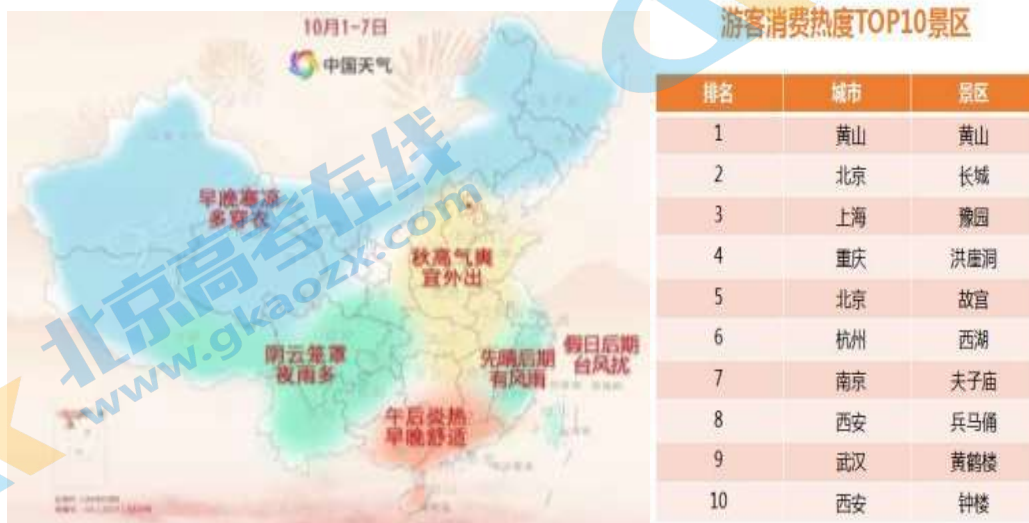 10月1-7日
中国天气
早晚寒凉
多穿衣
秋高气爽
宜外出
阴云笼罩
夜雨多
先晴后期
有风雨
假日后期
台风扰
午后炎热
早晚舒适
北京高考在线
www.gkaozx.com
游客消费热度TOP10景区
排名 城市 景区
1 黄山 黄山
2 北京 长城
3 上海 豫园
4 重庆 洪崖洞
5 北京 故宫
6 杭州 西湖
7 南京 夫子庙
8 西安 兵马俑
9 武汉 黄鹤楼
10 西安 钟楼